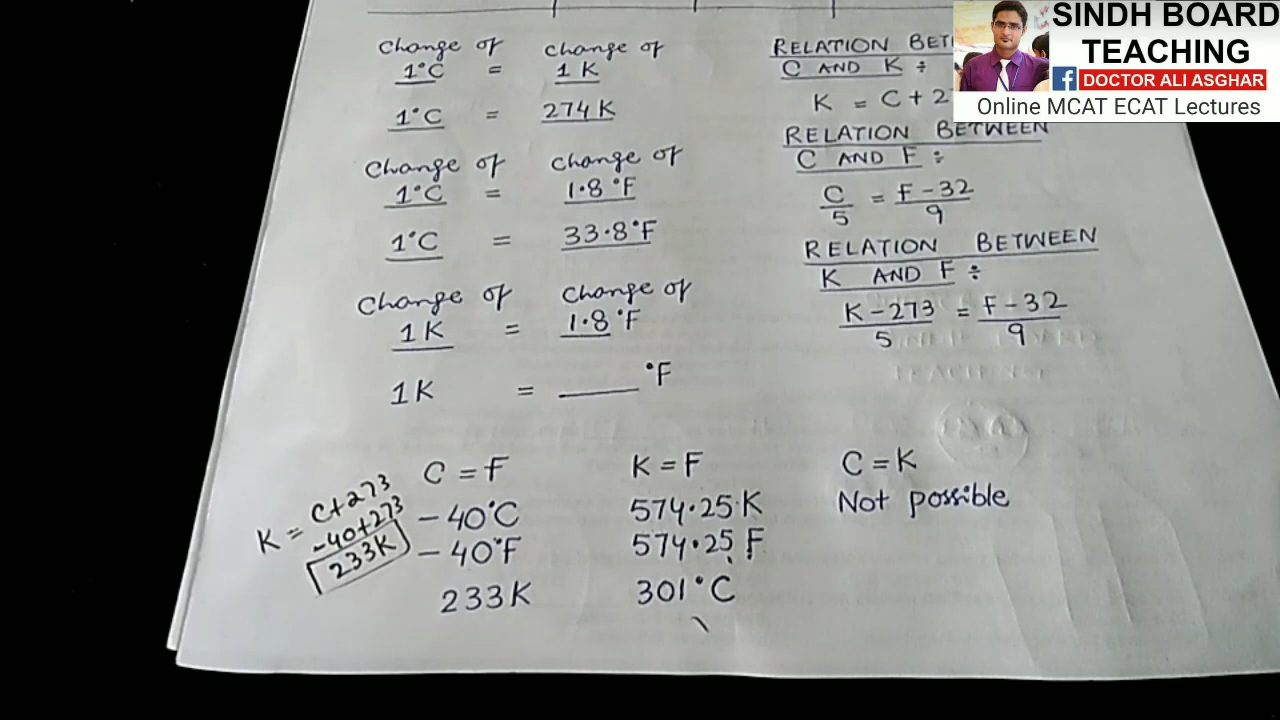 SINDH BOARD
TEACHING
DOCTOR ALI ASGHAR
Online MCAT ECAT Lectures
Change of change of
1°C = 1 K
1°C = 274 K
Change of Change of
1°C = 1.8 °F
1°C = 33.8°F
Change of Change of
1 K = 1.8 °F
1K = ____ °F
RELATION
C AND K ÷
K = C + 2
RELATION BETWEEN
C AND F ÷
C/5 = F - 32/9
RELATION BETWEEN
K AND F ÷
K - 273/5 = F - 32/9
K = C + 273
-40 + 273
233K
C = F
- 40°C
- 40°F
233 K
K = F
574.25 K
574.25 F
301 °C
C = K
Not possible